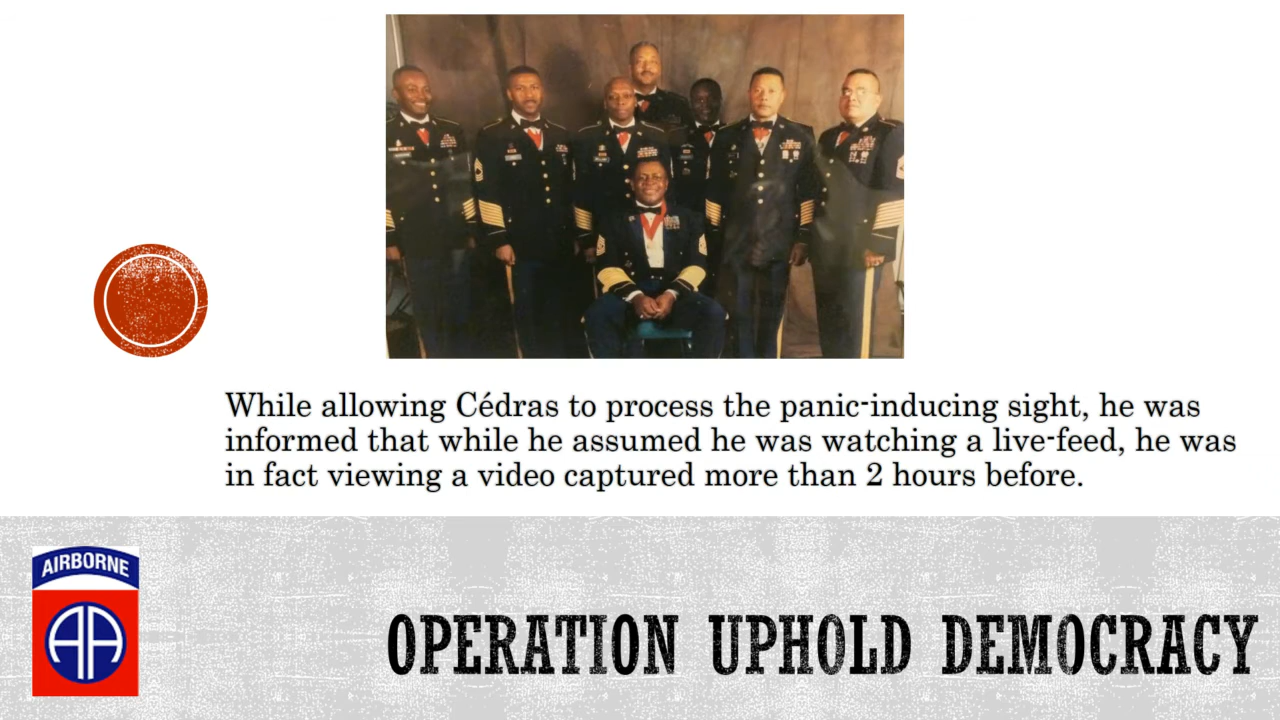 While allowing Cédras to process the panic-inducing sight, he was
informed that while he assumed he was watching a live-feed, he was
in fact viewing a video captured more than 2 hours before.
AIRBORNE
AA
OPERATION UPHOLD DEMOCRACY